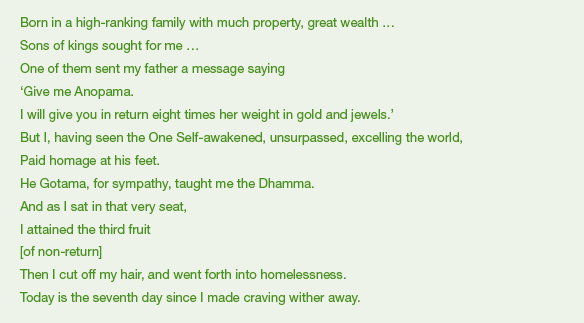 Born in a high-ranking family with much property, great wealth …
Sons of kings sought for me …
One of them sent my father a message saying
‘Give me Anopama.
I will give you in return eight times her weight in gold and jewels.’
But I, having seen the One Self-awakened, unsurpassed, excelling the world,
Paid homage at his feet.
He Gotama, for sympathy, taught me the Dhamma.
And as I sat in that very seat,
I attained the third fruit
[of non-return]
Then I cut off my hair, and went forth into homelessness.
Today is the seventh day since I made craving wither away.